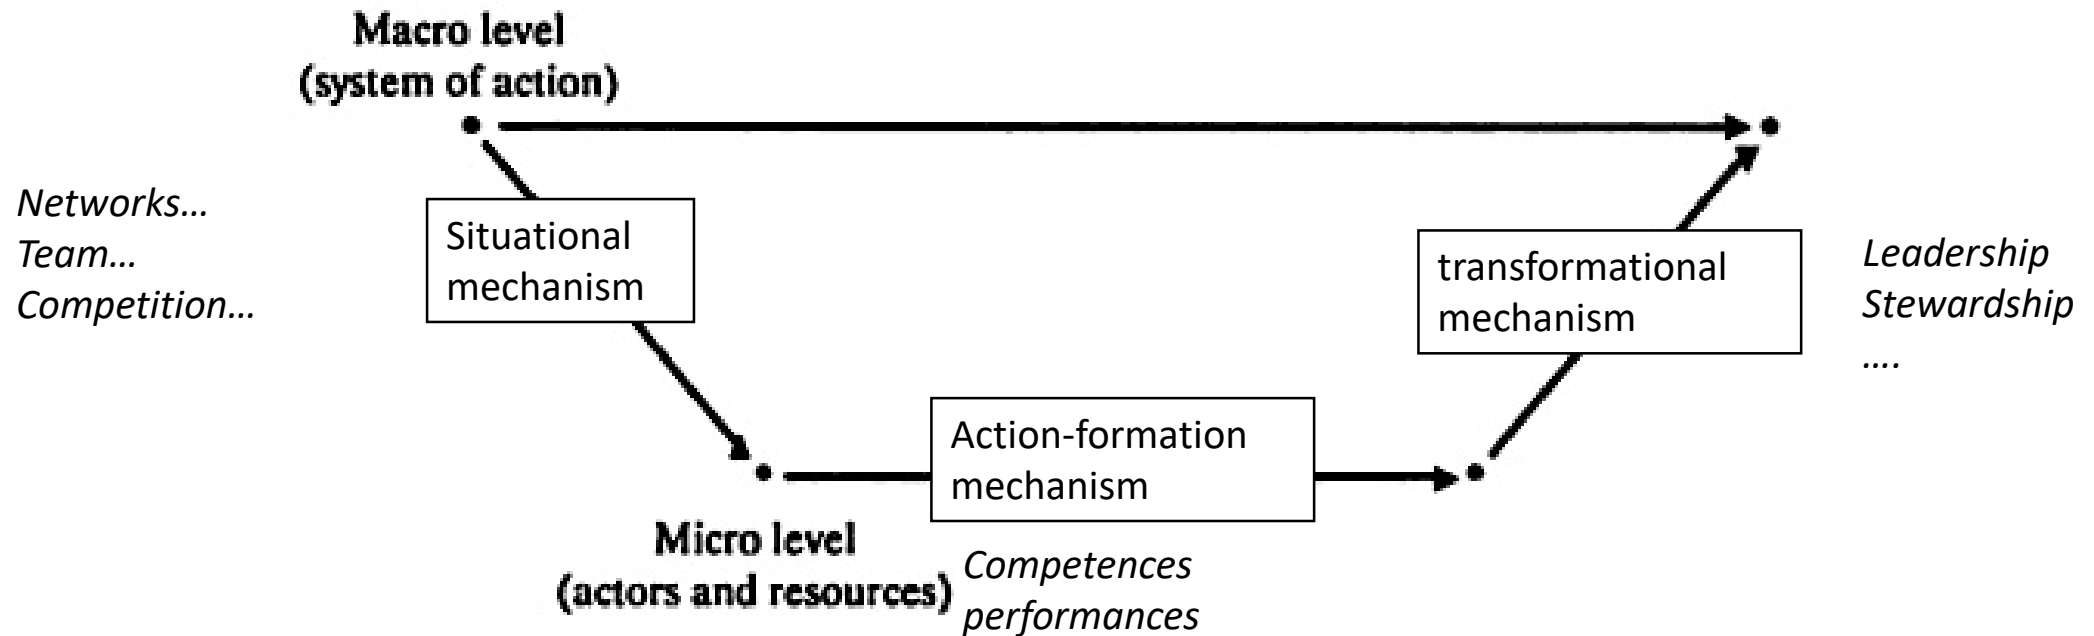 Macro level
(system of action)
Networks…
Team…
Competition…
Situational
mechanism
transformational
mechanism
Leadership
Stewardship
….
Action-formation
mechanism
Micro level
(actors and resources)
Competences
performances